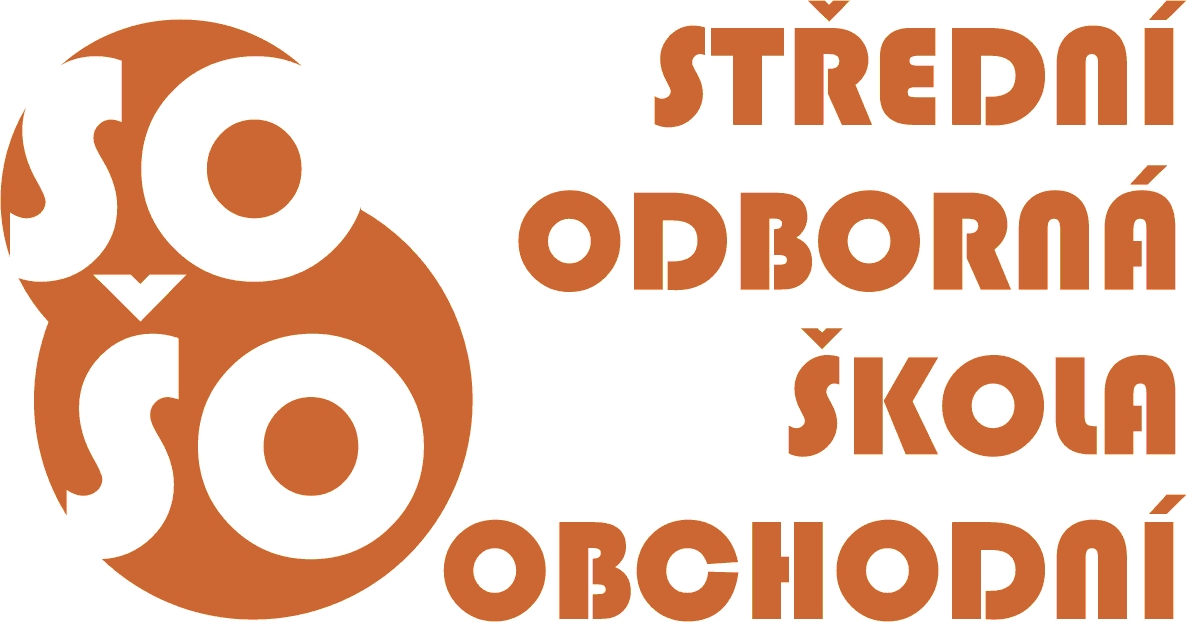 SO
ŠO
STŘEDNÍ
ODBORNÁ
ŠKOLA
OBCHODNÍ